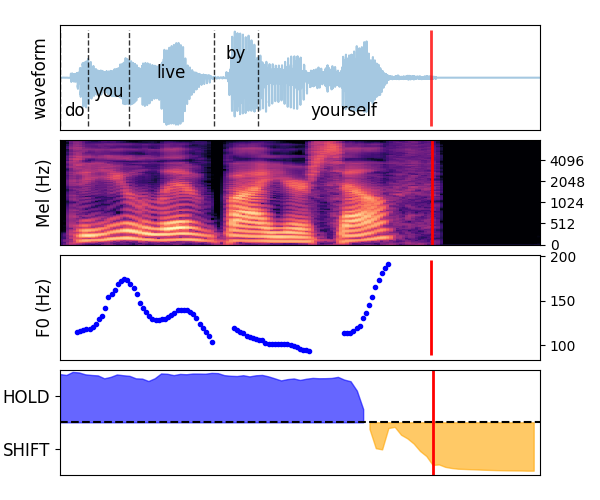 waveform
do
you
live
by
yourself
Mel (Hz)
4096
2048
1024
512
0
F0 (Hz)
200
150
100
HOLD
SHIFT